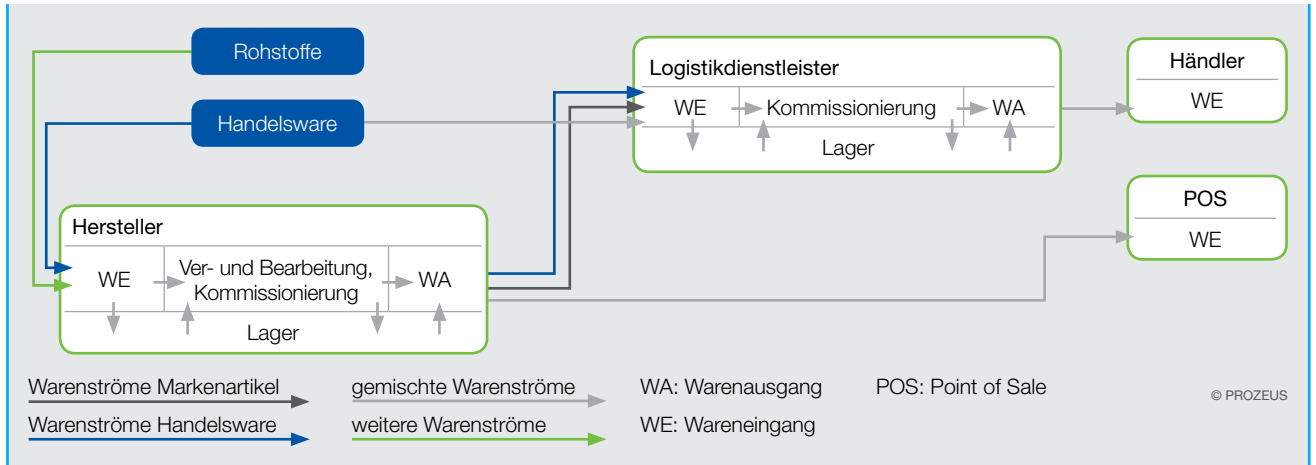 Rohstoffe
Handelsware
Logistikdienstleister
WE
Kommissionierung
WA
Lager
Händler
WE
POS
WE
Hersteller
WE
Ver- und Bearbeitung,
Kommissionierung
WA
Lager
Warenströme Markenartikel
gemischte Warenströme
WA: Warenausgang
POS: Point of Sale
Warenströme Handelsware
weitere Warenströme
WE: Wareneingang
© PROZEUS